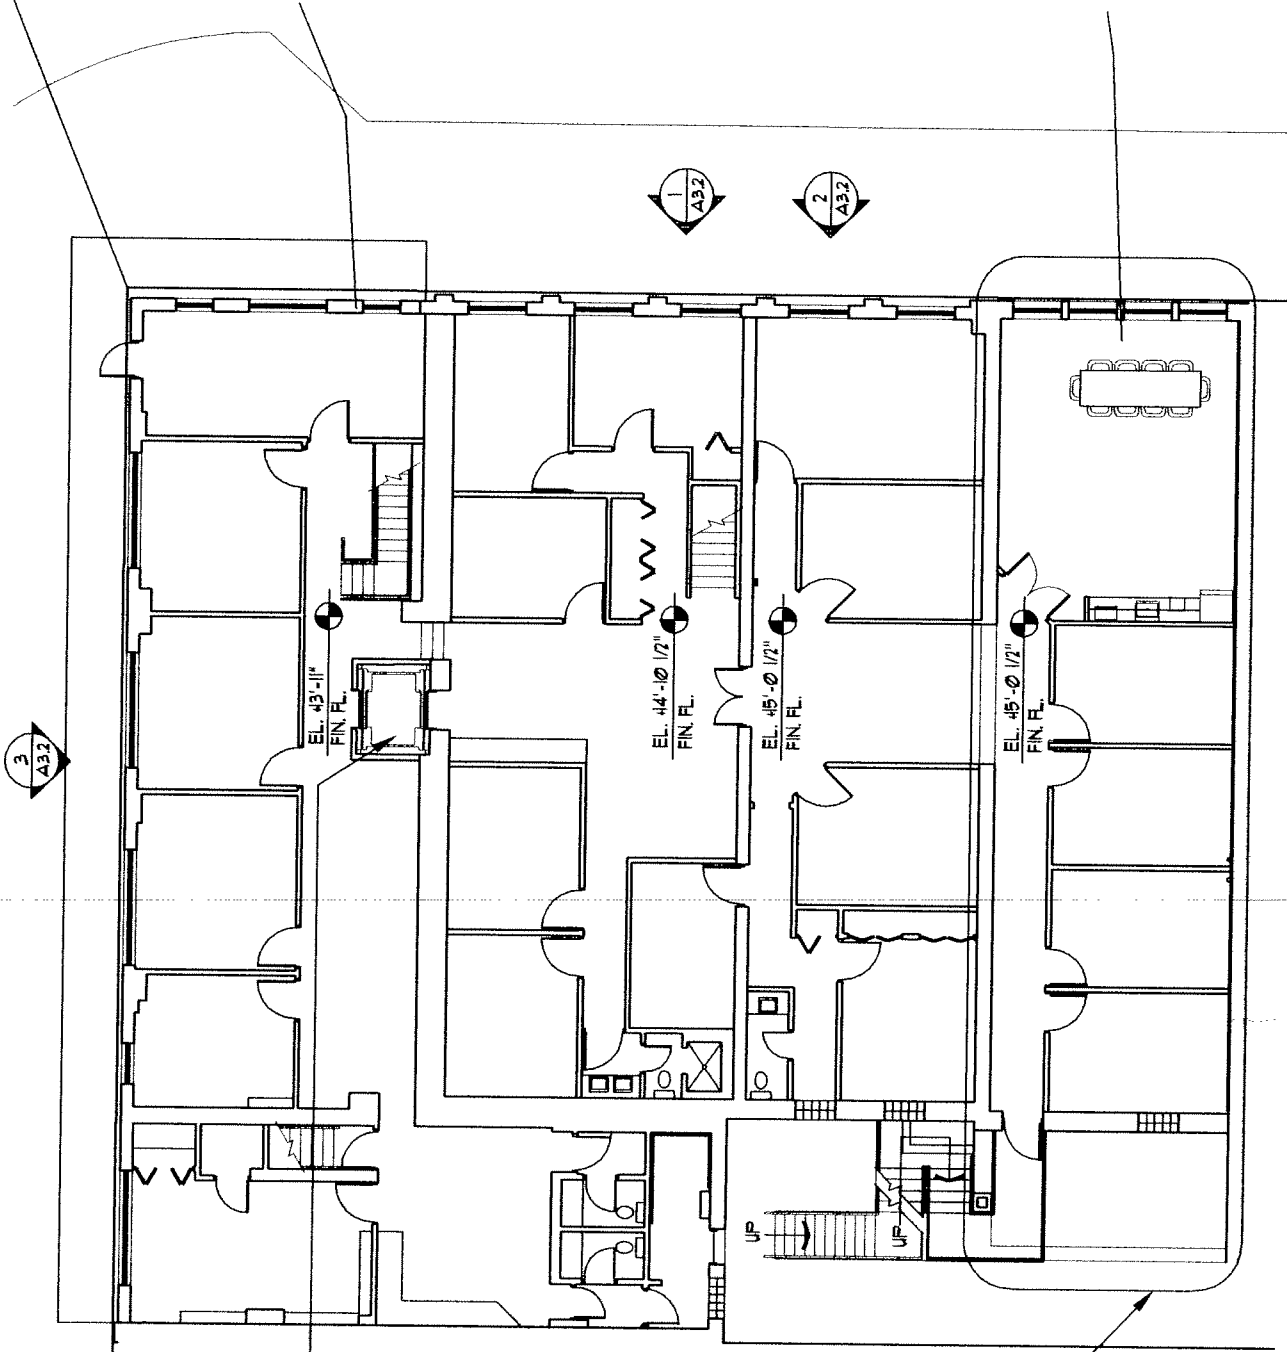 1
A3.2
2
A3.2
3
A3.2
EL. 43'-11"
FIN. FL.
EL. 44'-10 1/2"
FIN. FL.
EL. 45'-0 1/2"
FIN. FL.
EL. 45'-0 1/2"
FIN. FL.
UP
UP